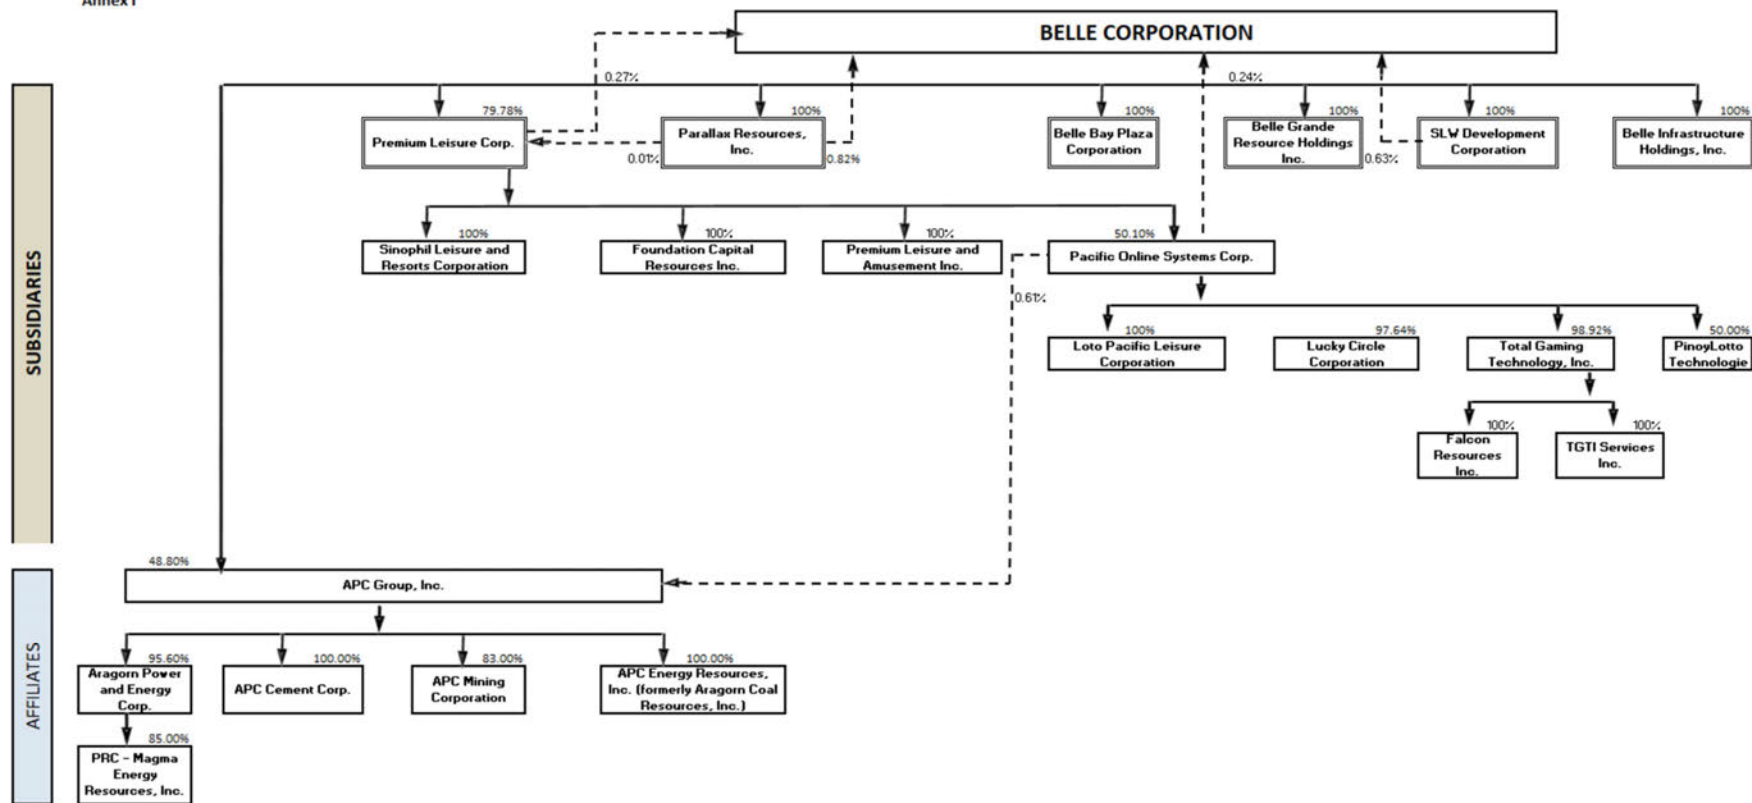 Annex I
BELLE CORPORATION
0.27%
0.24%
79.78%
100%
100%
100%
100%
100%
Premium Leisure Corp.
Parallax Resources,
Inc.
Belle Bay Plaza
Corporation
Belle Grande
Resource Holdings
Inc.
SLW Development
Corporation
Belle Infrastructure
Holdings, Inc.
0.01%
0.82%
0.63%
SUBSIDIARIES
100%
100%
100%
50.10%
Sinophil Leisure and
Resorts Corporation
Foundation Capital
Resources Inc.
Premium Leisure and
Amusement Inc.
Pacific Online Systems Corp.
0.61%
100%
97.64%
98.92%
50.00%
Loto Pacific Leisure
Corporation
Lucky Circle
Corporation
Total Gaming
Technology, Inc.
PinoyLotto
Technologie
100%
100%
Falcon
Resources
Inc.
TGTI Services
Inc.
48.80%
APC Group, Inc.
AFFILIATES
95.60%
100.00%
83.00%
100.00%
Aragorn Power
and Energy
Corp.
APC Cement Corp.
APC Mining
Corporation
APC Energy Resources,
Inc. (formerly Aragorn Coal
Resources, Inc.)
85.00%
PRC - Magma
Energy
Resources, Inc.